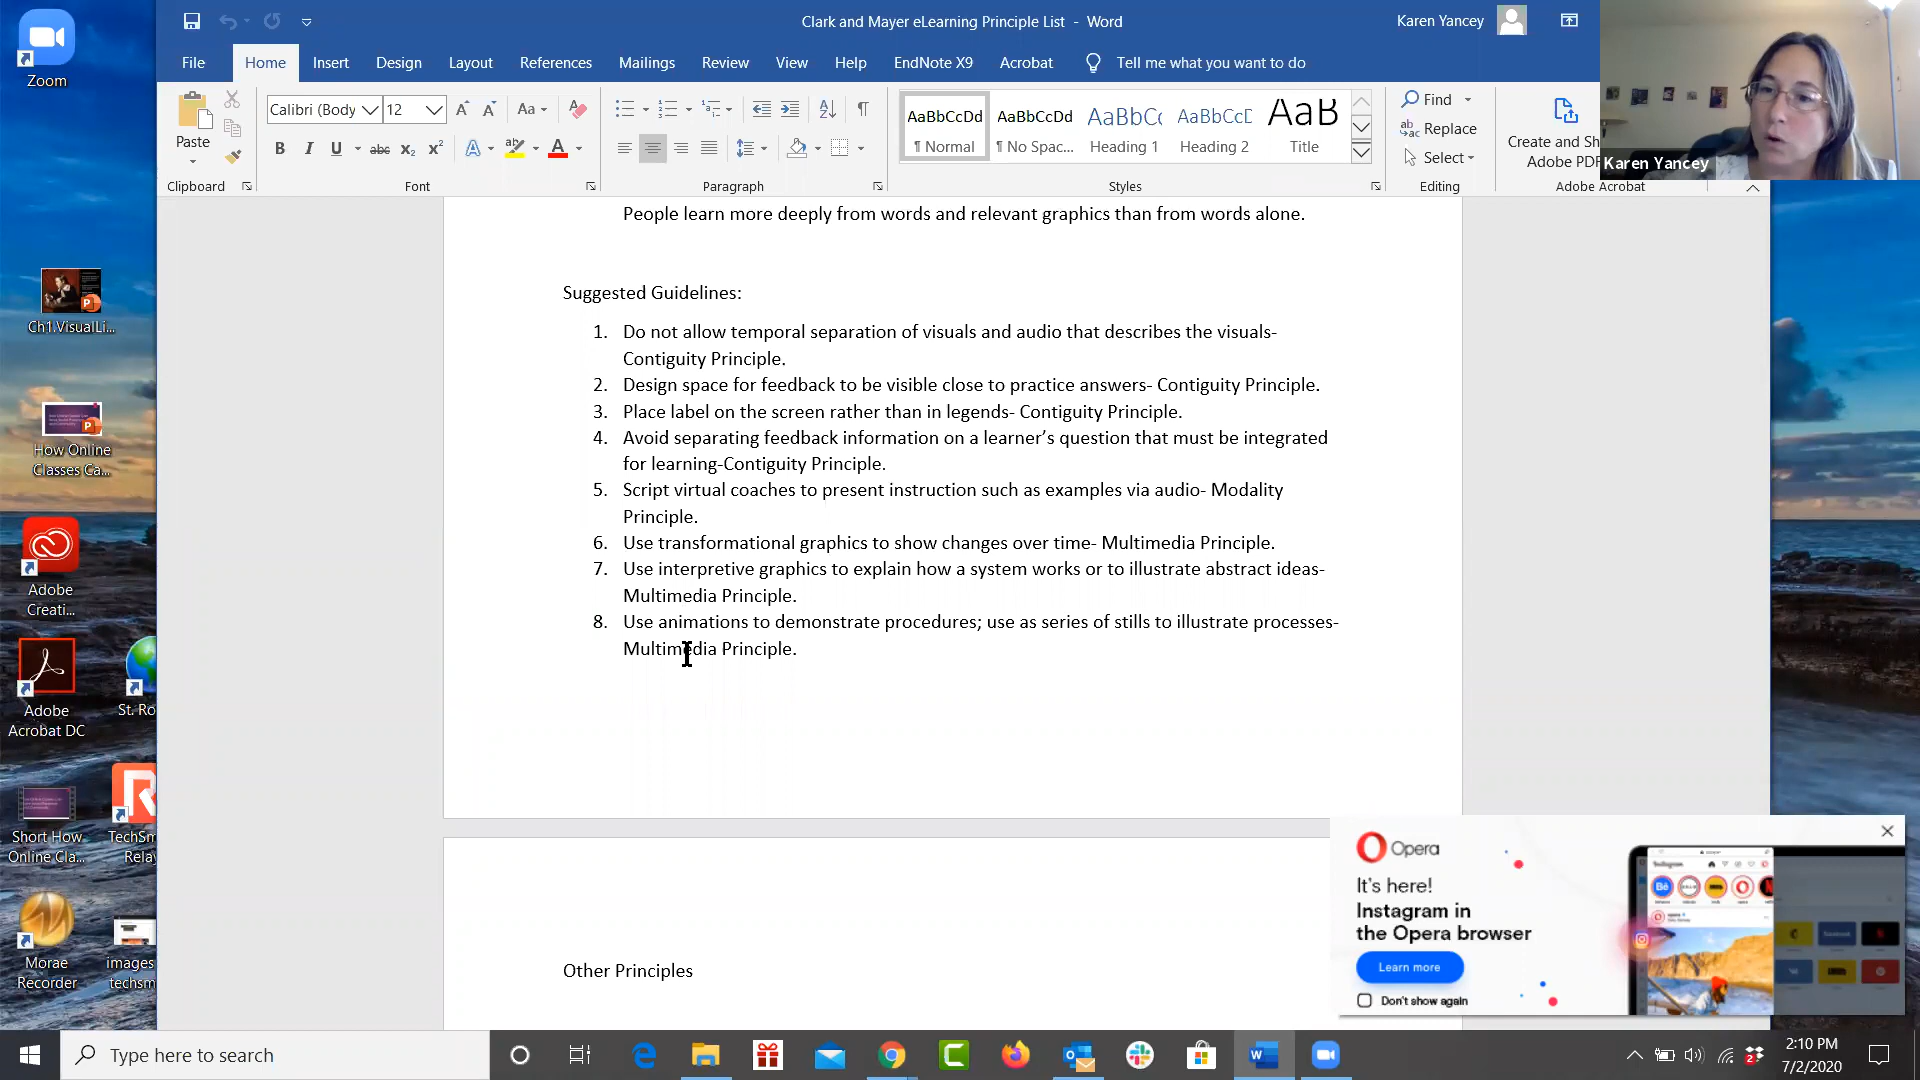 Zoom
Clark and Mayer eLearning Principle List - Word
Karen Yancey
File Home Insert Design Layout References Mailings Review View Help EndNote X9 Acrobat Tell me what you want to do
Paste
Calibri (Body 12
Aa
B I U abc x₂ x²
AaBbCcDd
¶ Normal
AaBbCcDd
¶ No Spac...
AaBbCc
Heading 1
AaBbCcD
Heading 2
AaB
Title
Find
Replace
Select
Create and Sh
Adobe PDF
Karen Yancey
Clipboard Font Paragraph Styles Editing Adobe Acrobat
People learn more deeply from words and relevant graphics than from words alone.
Suggested Guidelines:
1. Do not allow temporal separation of visuals and audio that describes the visuals-
Contiguity Principle.
2. Design space for feedback to be visible close to practice answers- Contiguity Principle.
3. Place label on the screen rather than in legends- Contiguity Principle.
4. Avoid separating feedback information on a learner’s question that must be integrated
for learning-Contiguity Principle.
5. Script virtual coaches to present instruction such as examples via audio- Modality
Principle.
6. Use transformational graphics to show changes over time- Multimedia Principle.
7. Use interpretive graphics to explain how a system works or to illustrate abstract ideas-
Multimedia Principle.
8. Use animations to demonstrate procedures; use as series of stills to illustrate processes-
Multimedia Principle.
Other Principles
Ch1.VisualLi...
How Online
Classes Ca...
Adobe
Creati...
Adobe
Acrobat DC
St. Ro
Short How
Online Cla...
TechSm
Relay
Morae
Recorder
images
techsm
Opera
It's here!
Instagram in
the Opera browser
Learn more
Don't show again
Instagram
Type here to search
2:10 PM
7/2/2020